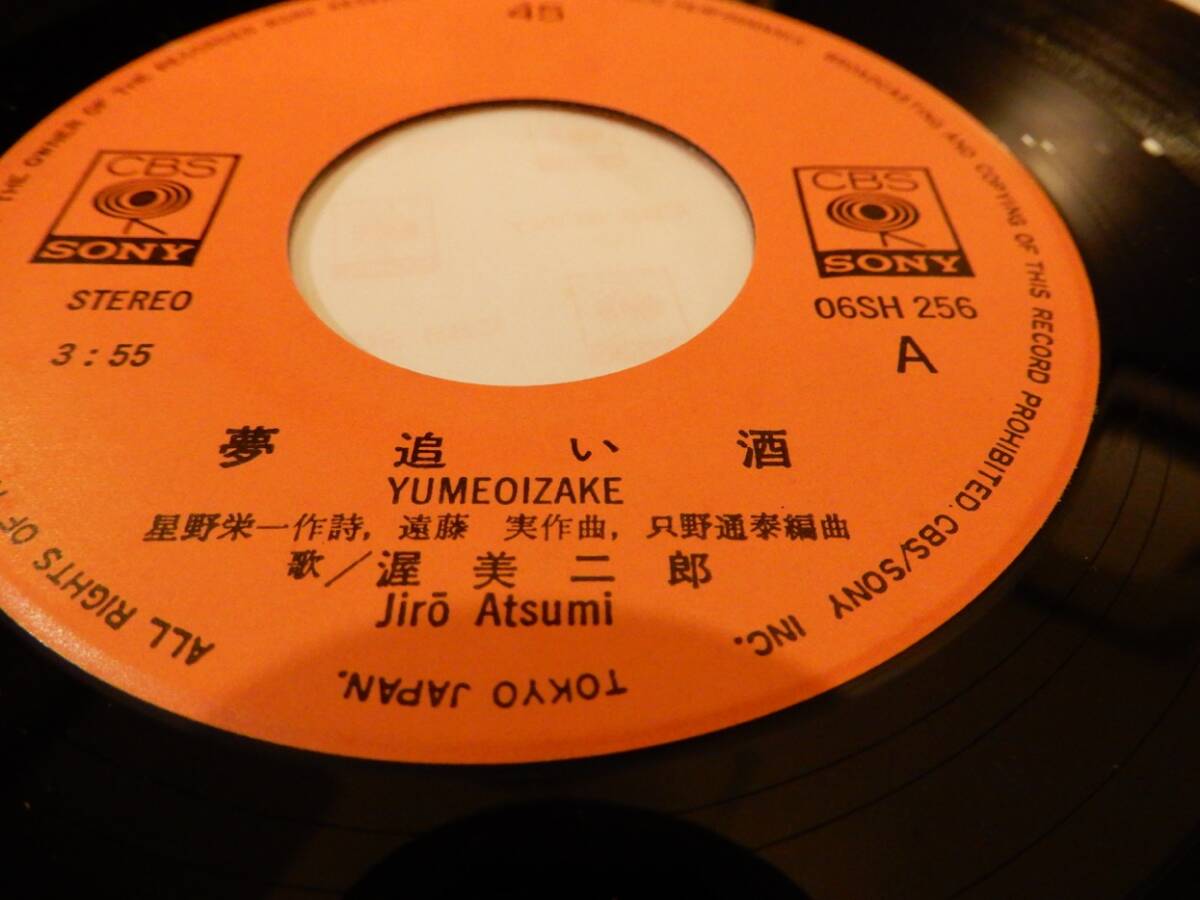 45
CBS
SONY
CBS
SONY
STEREO
06SH 256
3:55
A
夢追い酒
YUMEOIZAKE
星野栄一作詩, 遠藤 実作曲, 只野通泰編曲
歌/渥美二郎
Jirō Atsumi
THE OWNER OF THE
BROADCASTING AND COPYING OF THIS RECORD PROHIBITED. CBS/SONY INC.
TOKYO JAPAN.
ALL RIGHTS OF